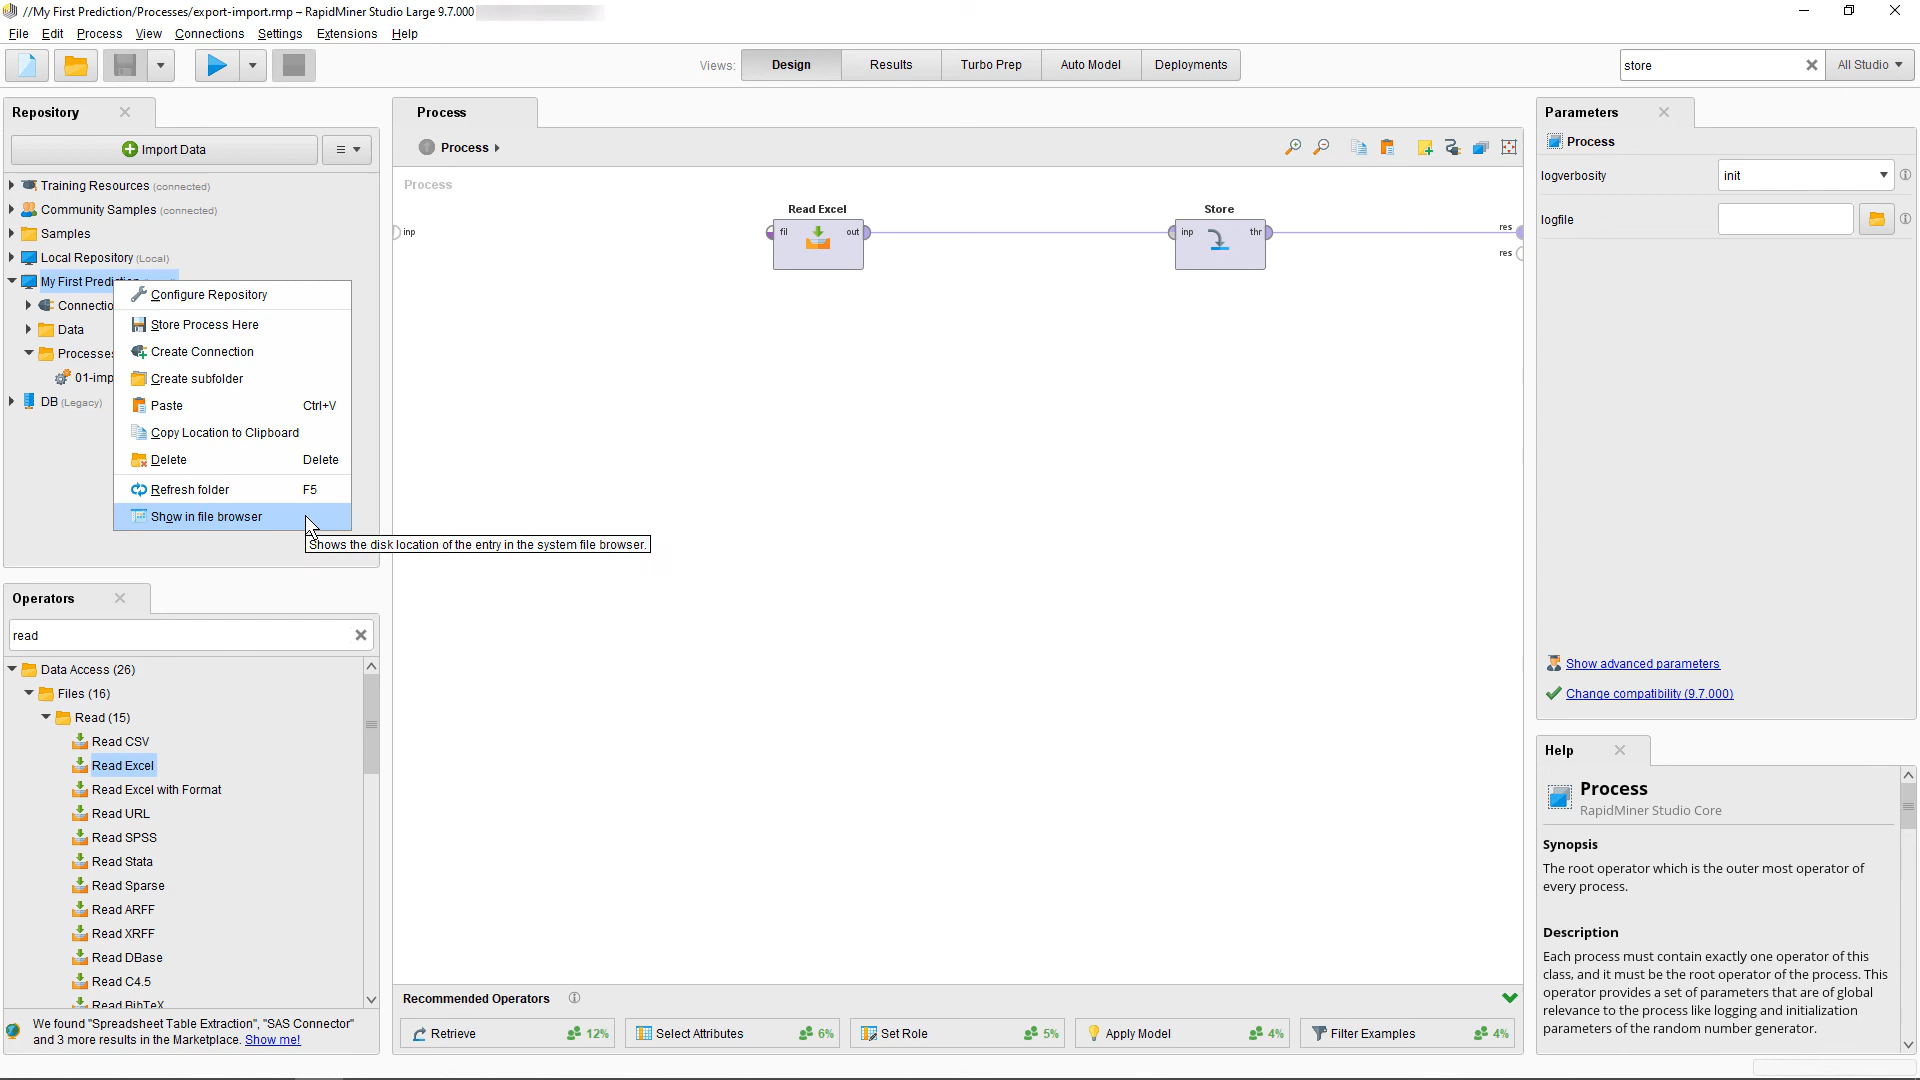 //My First Prediction/Processes/export-import.rmp – RapidMiner Studio Large 9.7.000
File Edit Process View Connections Settings Extensions Help
Views: Design Results Turbo Prep Auto Model Deployments
store
All Studio
Repository
Import Data
Training Resources (connected)
Community Samples (connected)
Samples
Local Repository (Local)
My First Predi
Connectio
Data
Processes
01-imp
DB (Legacy)
Configure Repository
Store Process Here
Create Connection
Create subfolder
Paste Ctrl+V
Copy Location to Clipboard
Delete Delete
Refresh folder F5
Show in file browser
Shows the disk location of the entry in the system file browser.
Operators
read
Data Access (26)
Files (16)
Read (15)
Read CSV
Read Excel
Read Excel with Format
Read URL
Read SPSS
Read Stata
Read Sparse
Read ARFF
Read XRFF
Read DBase
Read C4.5
Read BibTeX
We found "Spreadsheet Table Extraction", "SAS Connector"
and 3 more results in the Marketplace. Show me!
Process
Process
Process
inp
Read Excel
fil out
Store
inp thr
res
res
Recommended Operators
Retrieve 12%
Select Attributes 6%
Set Role 5%
Apply Model 4%
Filter Examples 4%
Parameters
Process
logverbosity init
logfile
Show advanced parameters
Change compatibility (9.7.000)
Help
Process
RapidMiner Studio Core
Synopsis
The root operator which is the outer most operator of
every process.
Description
Each process must contain exactly one operator of this
class, and it must be the root operator of the process. This
operator provides a set of parameters that are of global
relevance to the process like logging and initialization
parameters of the random number generator.